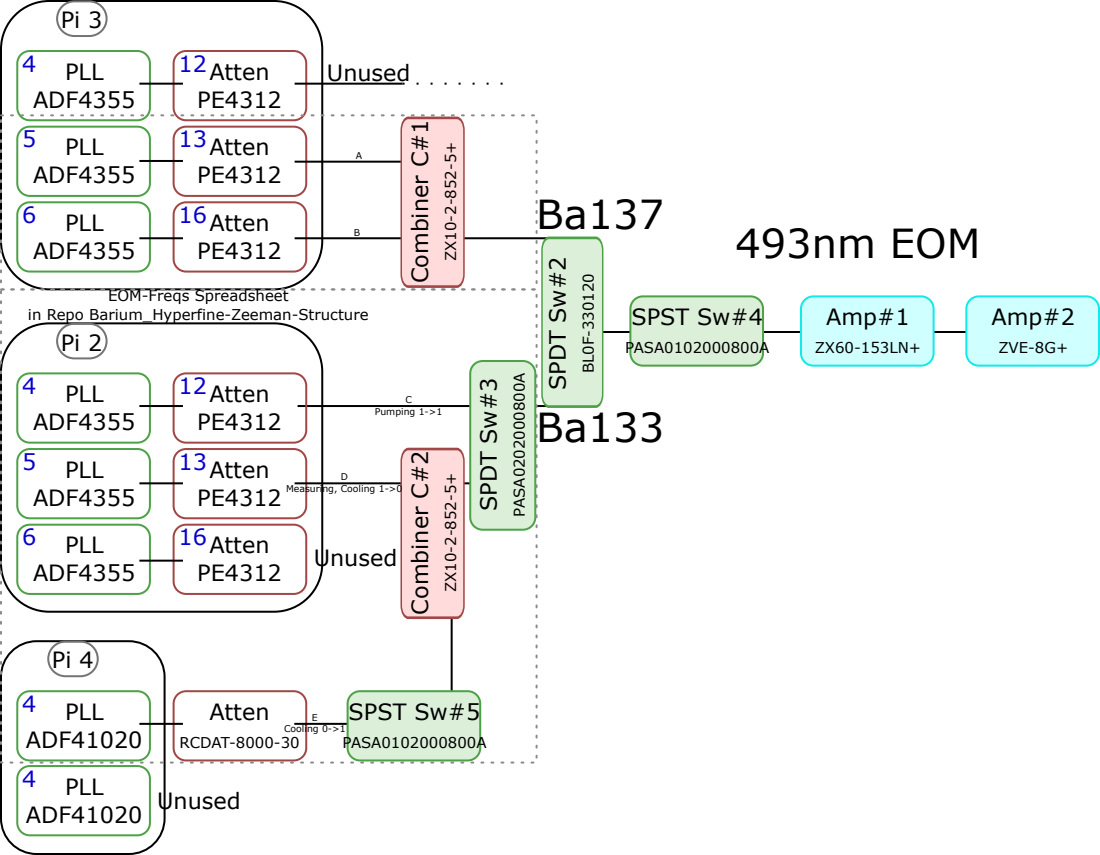 Pi 3
4 PLL
ADF4355
12 Atten
PE4312
Unused
5 PLL
ADF4355
13 Atten
PE4312
A
6 PLL
ADF4355
16 Atten
PE4312
B
Combiner C#1
ZX10-2-852-5+
Ba137
493nm EOM
SPDT Sw#2
BL0F-330120
SPST Sw#4
PASA0102000800A
Amp#1
ZX60-153LN+
Amp#2
ZVE-8G+
EOM-Freqs Spreadsheet
in Repo Barium_Hyperfine-Zeeman-Structure
Pi 2
4 PLL
ADF4355
12 Atten
PE4312
C
Pumping 1->1
SPDT Sw#3
PASA0202000800A
Ba133
5 PLL
ADF4355
13 Atten
PE4312
D
Measuring, Cooling 1->0
Combiner C#2
ZX10-2-852-5+
6 PLL
ADF4355
16 Atten
PE4312
Unused
Pi 4
4 PLL
ADF41020
Atten
RCDAT-8000-30
E
Cooling 0->1
SPST Sw#5
PASA0102000800A
4 PLL
ADF41020
Unused